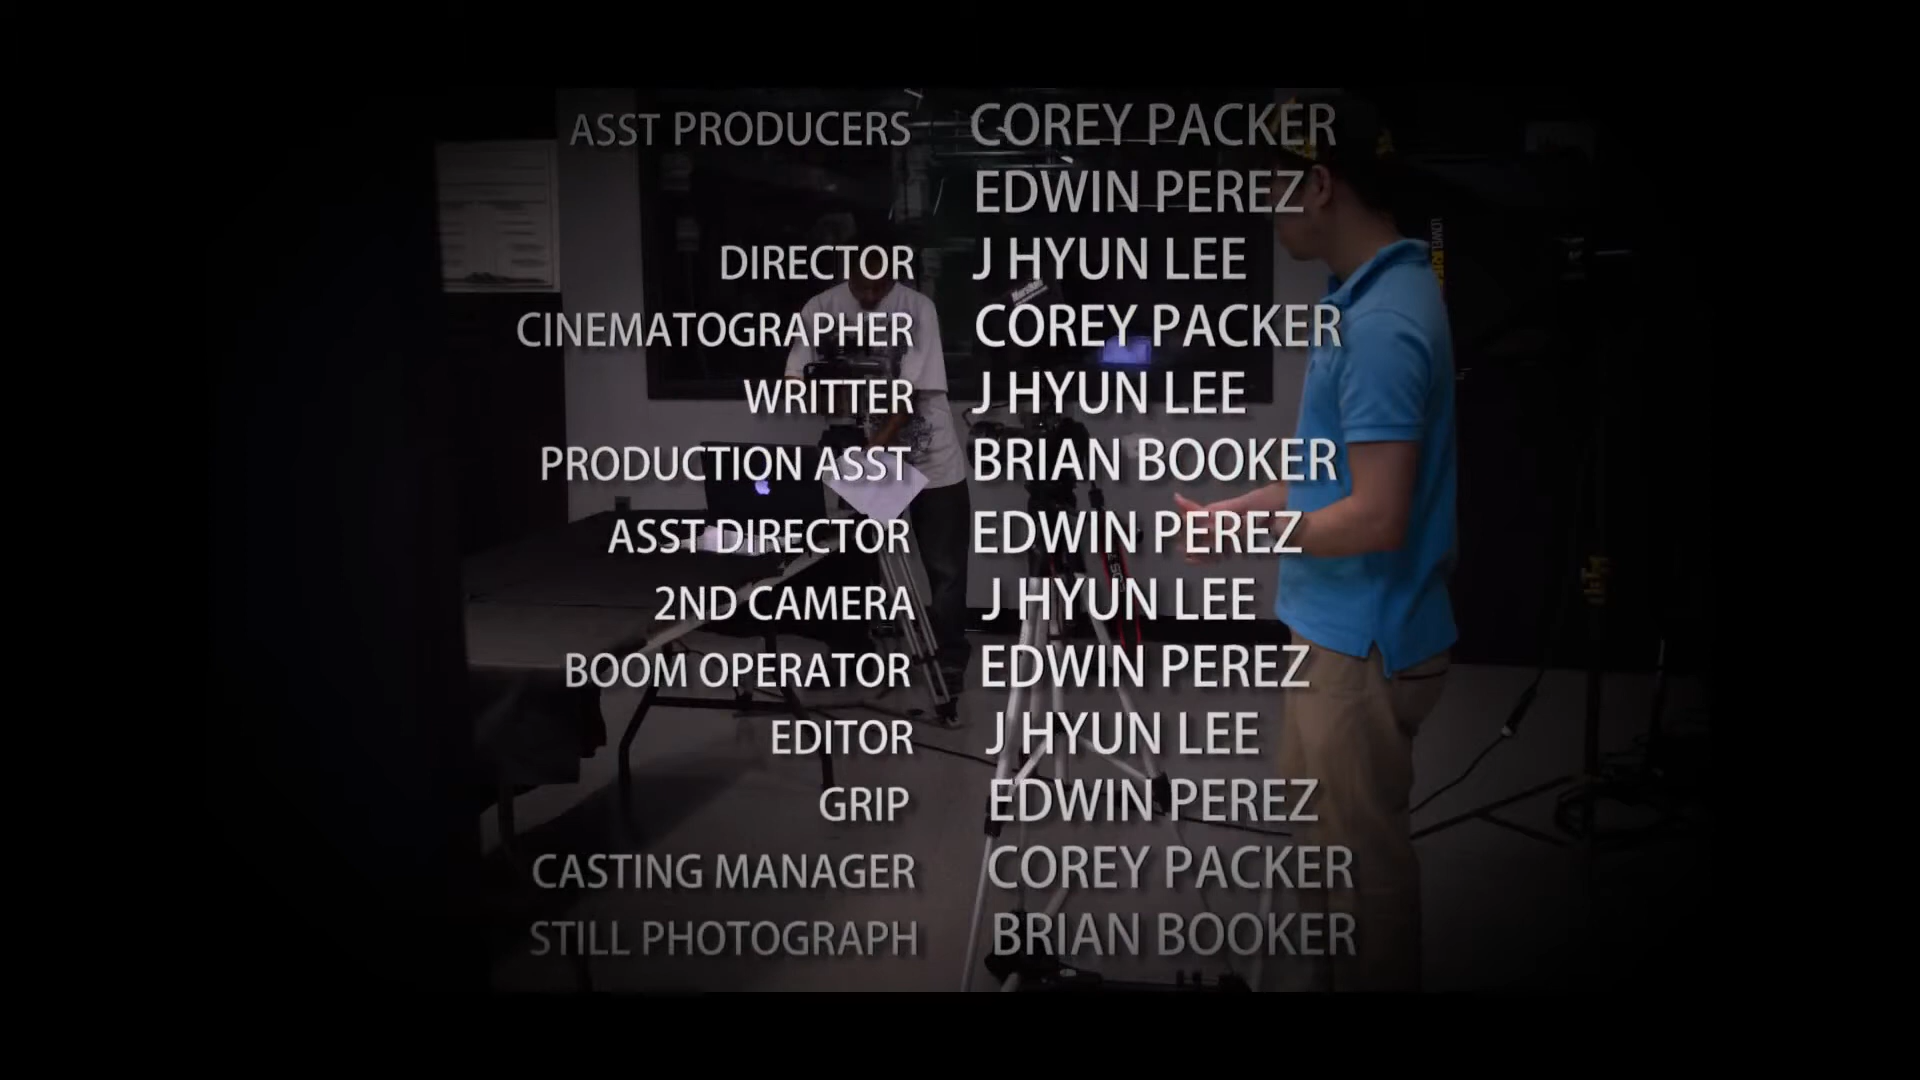 ASST PRODUCERS COREY PACKER
EDWIN PEREZ
DIRECTOR J HYUN LEE
CINEMATOGRAPHER COREY PACKER
WRITTER J HYUN LEE
PRODUCTION ASST BRIAN BOOKER
ASST DIRECTOR EDWIN PEREZ
2ND CAMERA J HYUN LEE
BOOM OPERATOR EDWIN PEREZ
EDITOR J HYUN LEE
GRIP EDWIN PEREZ
CASTING MANAGER COREY PACKER
STILL PHOTOGRAPH BRIAN BOOKER